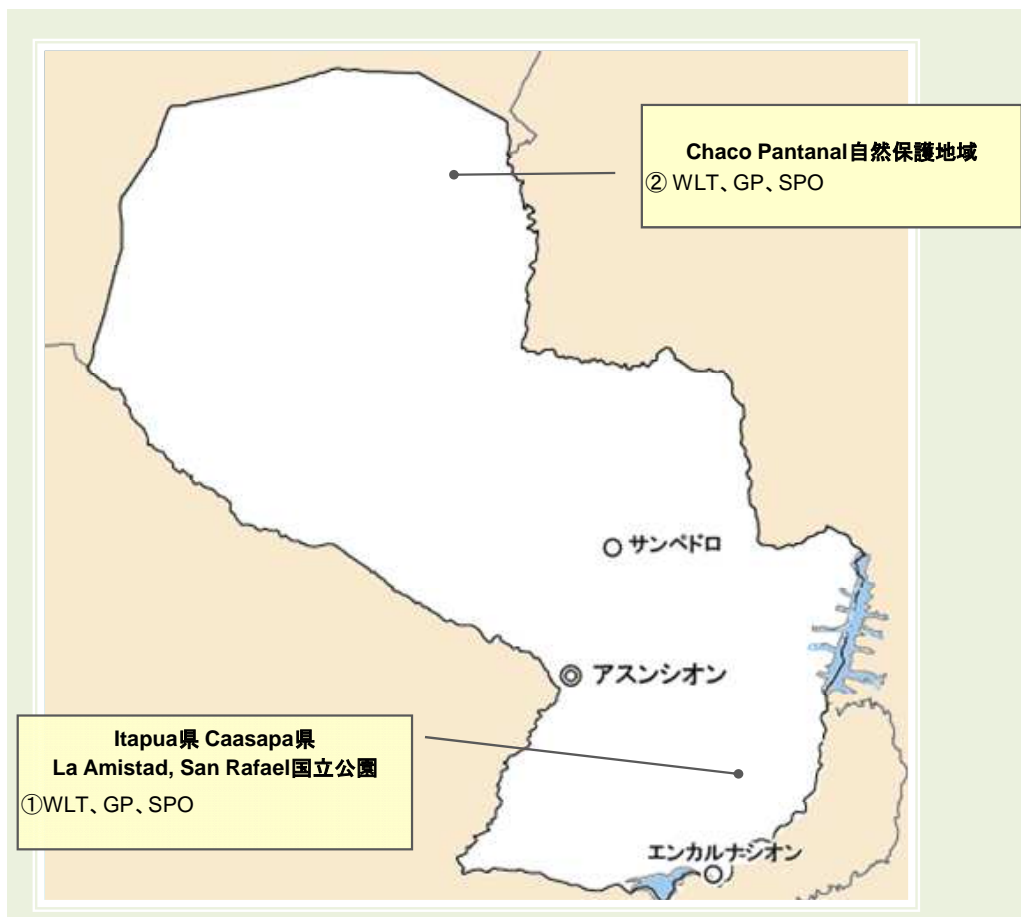 Chaco Pantanal自然保護地域
② WLT、GP、SPO
サンペドロ
アスンシオン
Itapua県 Caasapa県
La Amistad, San Rafael国立公園
①WLT、GP、SPO
エンカルナシオン